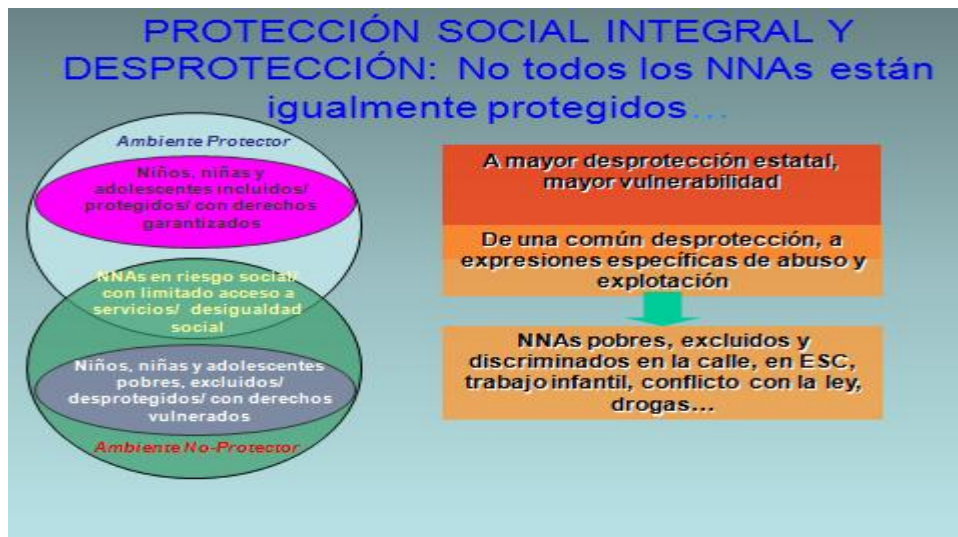 PROTECCIÓN SOCIAL INTEGRAL Y
DESPROTECCIÓN: No todos los NNAs están
igualmente protegidos...
Ambiente Protector
Niños, niñas y
adolescentes incluidos/
protegidos/ con derechos
garantizados
NNAs en riesgo social/
con limitado acceso a
servicios/ desigualdad
social
Niños, niñas y adolescentes
pobres, excluidos/
desprotegidos/ con derechos
vulnerados
Ambiente No-Protector
A mayor desprotección estatal,
mayor vulnerabilidad
De una común desprotección, a
expresiones específicas de abuso y
explotación
NNAs pobres, excluidos y
discriminados en la calle, en ESC,
trabajo infantil, conflicto con la ley,
drogas...